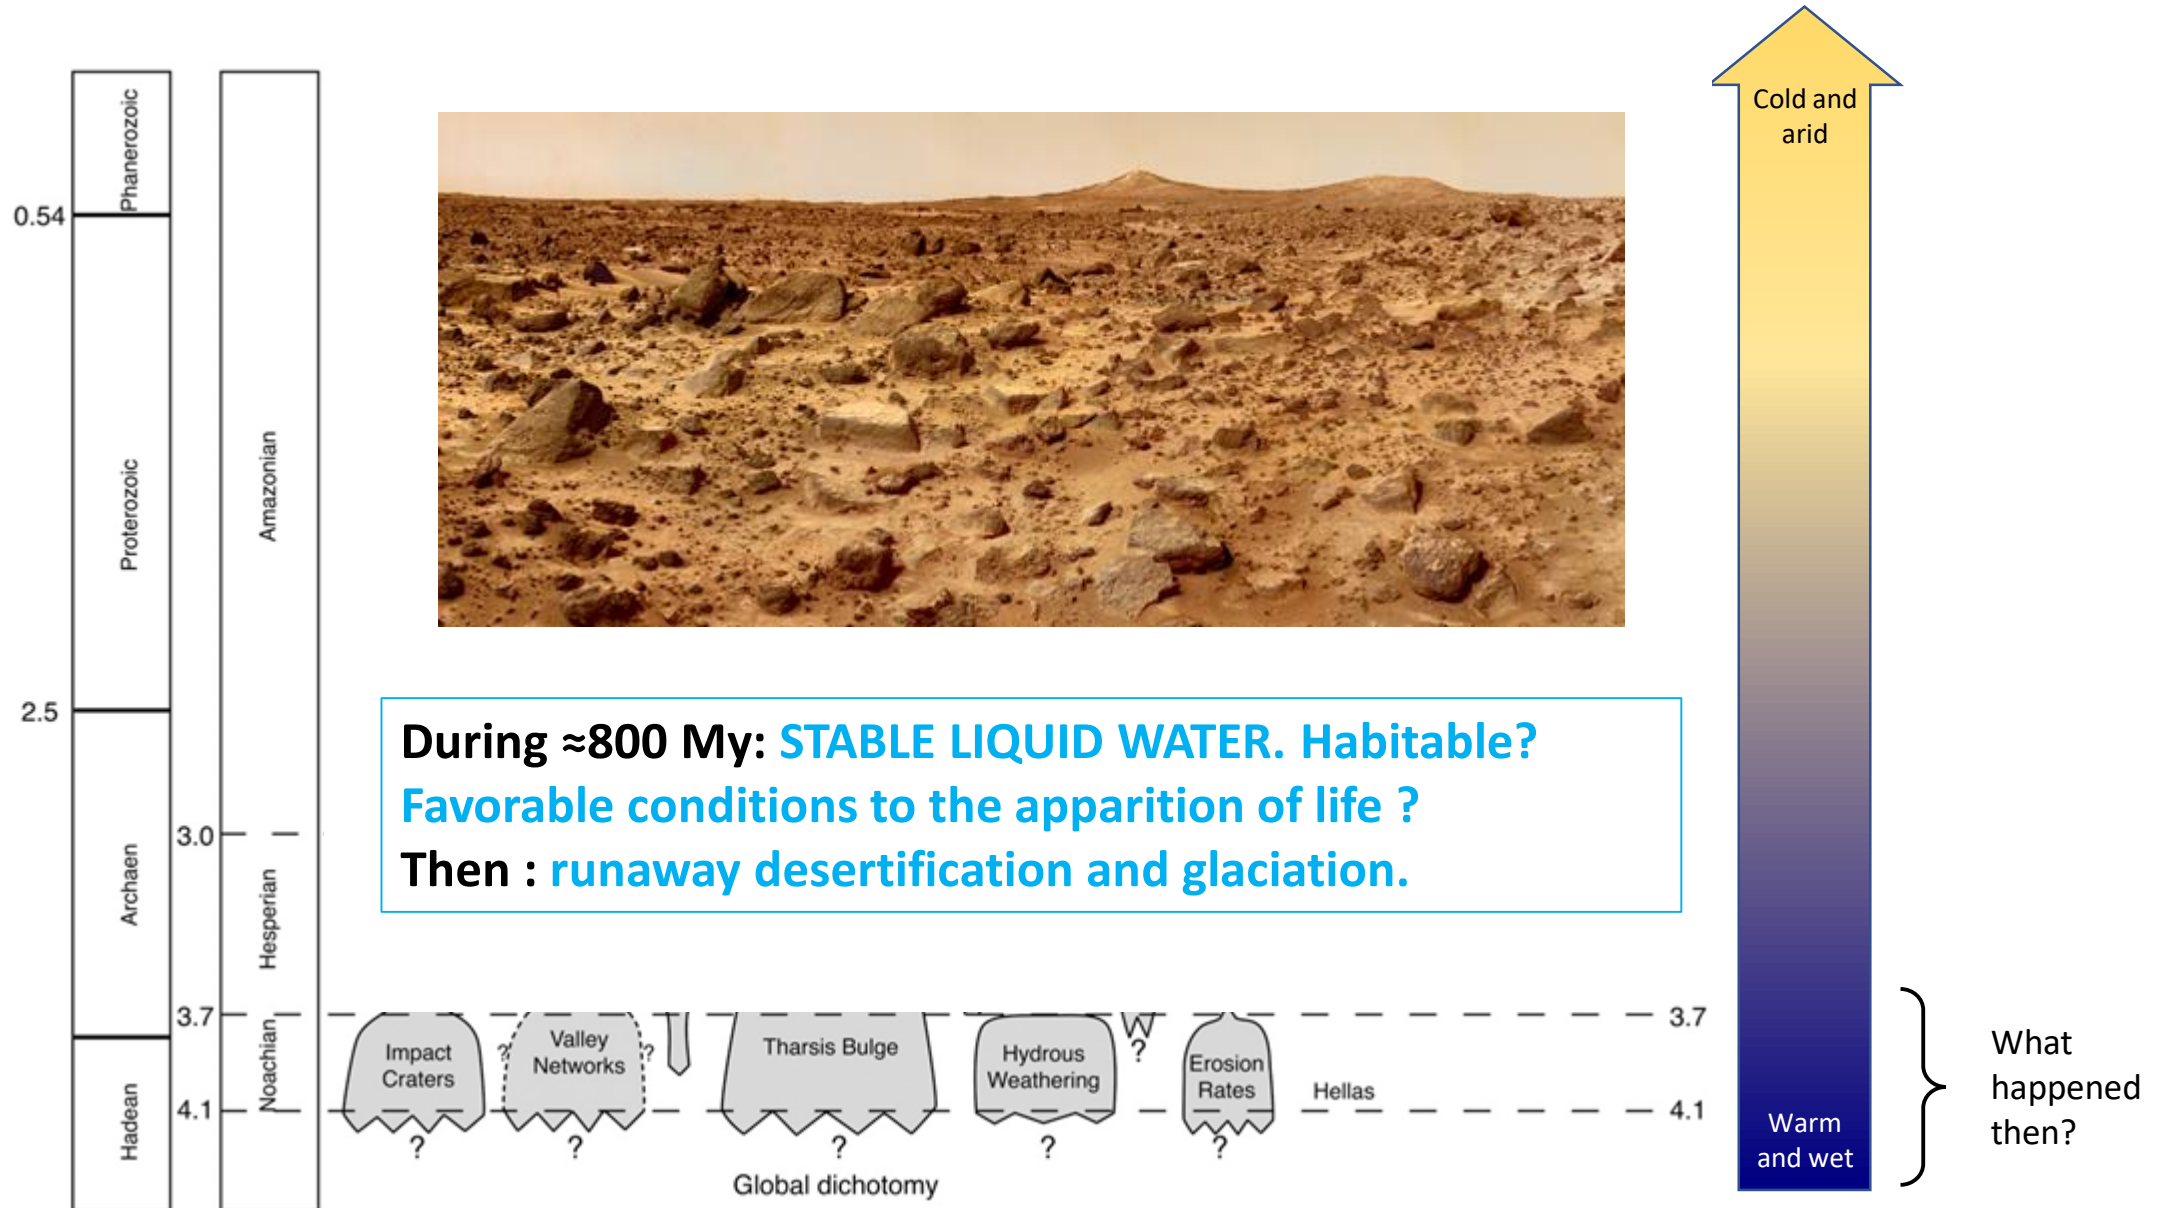 Phanerozoic
0.54
Proterozoic
2.5
Archaen
Hadean
Amazonian
3.0
Hesperian
3.7
Noachian
4.1
Cold and
arid
During ≈800 My: STABLE LIQUID WATER. Habitable?
Favorable conditions to the apparition of life ?
Then : runaway desertification and glaciation.
Impact
Craters
?
? Valley ?
Networks
?
Tharsis Bulge
?
Hydrous
Weathering
?
?
Erosion
Rates
?
Hellas
3.7
4.1
Global dichotomy
Warm
and wet
What
happened
then?